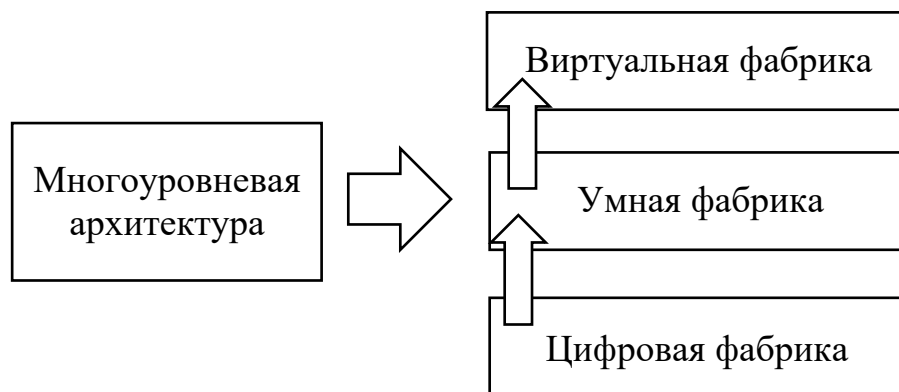 Многоуровневая
архитектура
Виртуальная фабрика
Умная фабрика
Цифровая фабрика